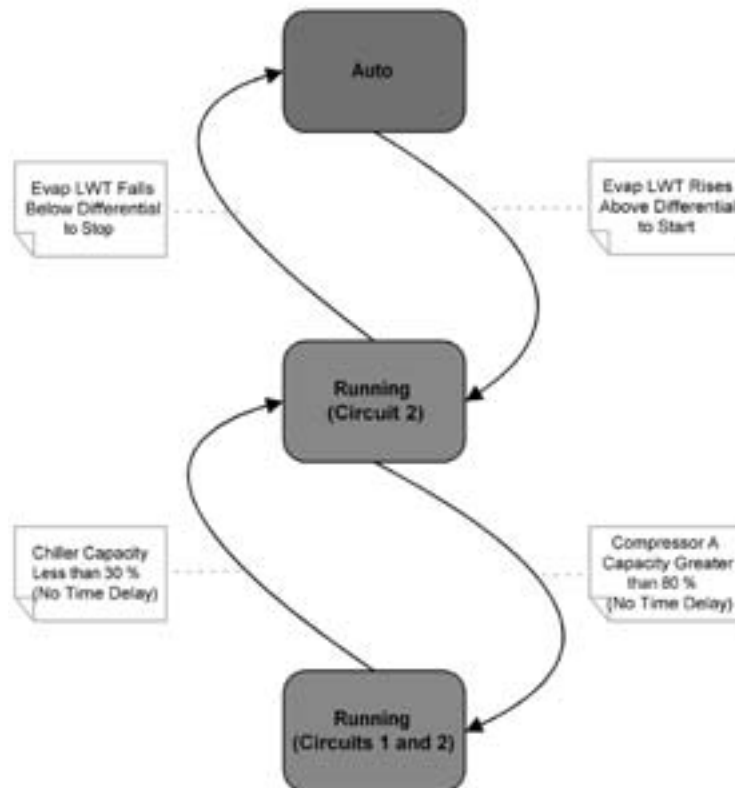 Auto
Evap LWT Falls
Below Differential
to Stop
Evap LWT Rises
Above Differential
to Start
Running
(Circuit 2)
Chiller Capacity
Less than 30 %
(No Time Delay)
Compressor A
Capacity Greater
than 80 %
(No Time Delay)
Running
(Circuits 1 and 2)